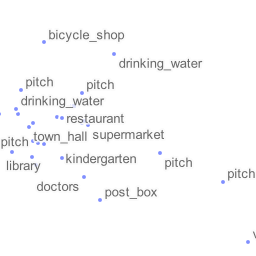 bicycle_shop
drinking_water
pitch
pitch
drinking_water
restaurant
pitch
town_hall
supermarket
library
kindergarten
pitch
doctors
pitch
post_box